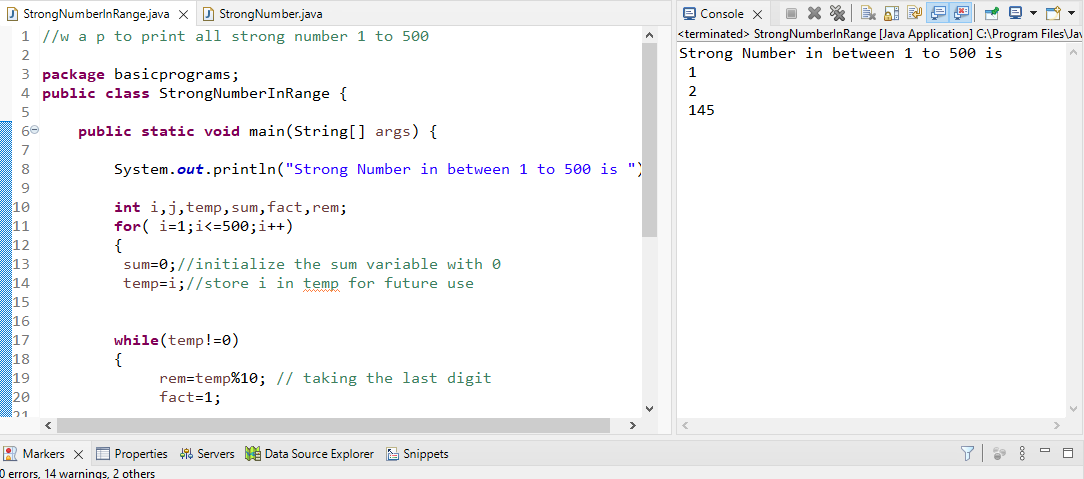 StrongNumberInRange.java StrongNumber.java
1 //w a p to print all strong number 1 to 500
2
3 package basicprograms;
4 public class StrongNumberInRange {
5
6 public static void main(String[] args) {
7
8 System.out.println("Strong Number in between 1 to 500 is ")
9
10 int i,j,temp,sum,fact,rem;
11 for( i=1;i<=500;i++)
12 {
13 sum=0;//initialize the sum variable with 0
14 temp=i;//store i in temp for future use
15
16
17 while(temp!=0)
18 {
19 rem=temp%10; // taking the last digit
20 fact=1;
21
Console
<terminated> StrongNumberInRange [Java Application] C:\Program Files\Jav
Strong Number in between 1 to 500 is
1
2
145
Markers Properties Servers Data Source Explorer Snippets
0 errors, 14 warnings, 2 others